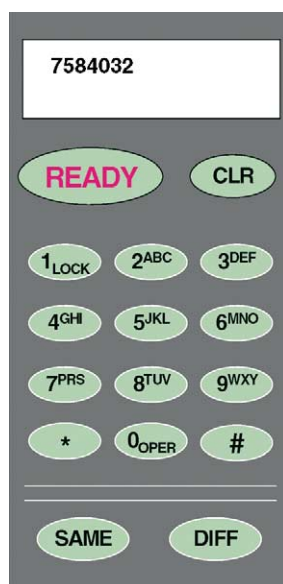 7584032
READY CLR
1LOCK 2ABC 3DEF
4GHI 5JKL 6MNO
7PRS 8TUV 9WXY
* 0OPER #
SAME DIFF